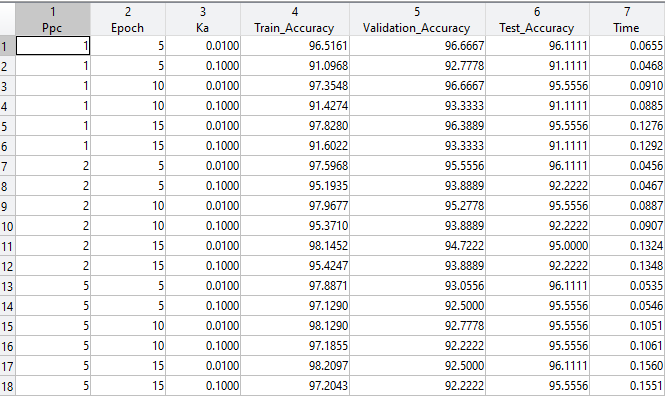 1 2 3 4 5 6 7
Ppc Epoch Ka Train_Accuracy Validation_Accuracy Test_Accuracy Time
1 1 5 0.0100 96.5161 96.6667 96.1111 0.0655
2 1 5 0.1000 91.0968 92.7778 91.1111 0.0468
3 1 10 0.0100 97.3548 96.6667 95.5556 0.0910
4 1 10 0.1000 91.4274 93.3333 91.1111 0.0885
5 1 15 0.0100 97.8280 96.3889 95.5556 0.1276
6 1 15 0.1000 91.6022 93.3333 91.1111 0.1292
7 2 5 0.0100 97.5968 95.5556 96.1111 0.0456
8 2 5 0.1000 95.1935 93.8889 92.2222 0.0467
9 2 10 0.0100 97.9677 95.2778 95.5556 0.0887
10 2 10 0.1000 95.3710 93.8889 92.2222 0.0907
11 2 15 0.0100 98.1452 94.7222 95.0000 0.1324
12 2 15 0.1000 95.4247 93.8889 92.2222 0.1348
13 5 5 0.0100 97.8871 93.0556 96.1111 0.0535
14 5 5 0.1000 97.1290 92.5000 95.5556 0.0546
15 5 10 0.0100 98.1290 92.7778 95.5556 0.1051
16 5 10 0.1000 97.1855 92.2222 95.5556 0.1061
17 5 15 0.0100 98.2097 92.5000 96.1111 0.1560
18 5 15 0.1000 97.2043 92.2222 95.5556 0.1551